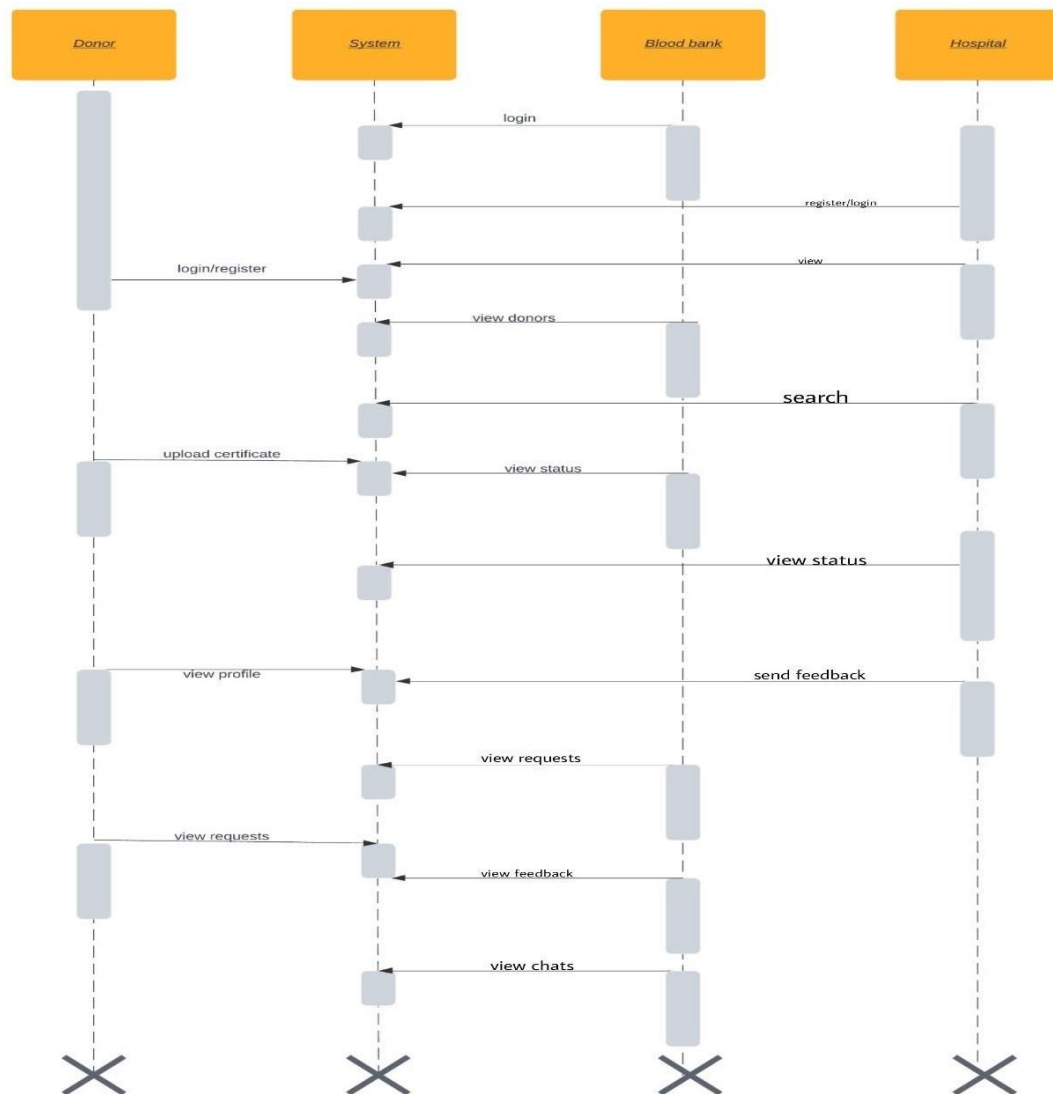 Donor
System
Blood bank
Hospital
login
register/login
view
login/register
view donors
search
upload certificate
view status
view status
view profile
send feedback
view requests
view requests
view feedback
view chats